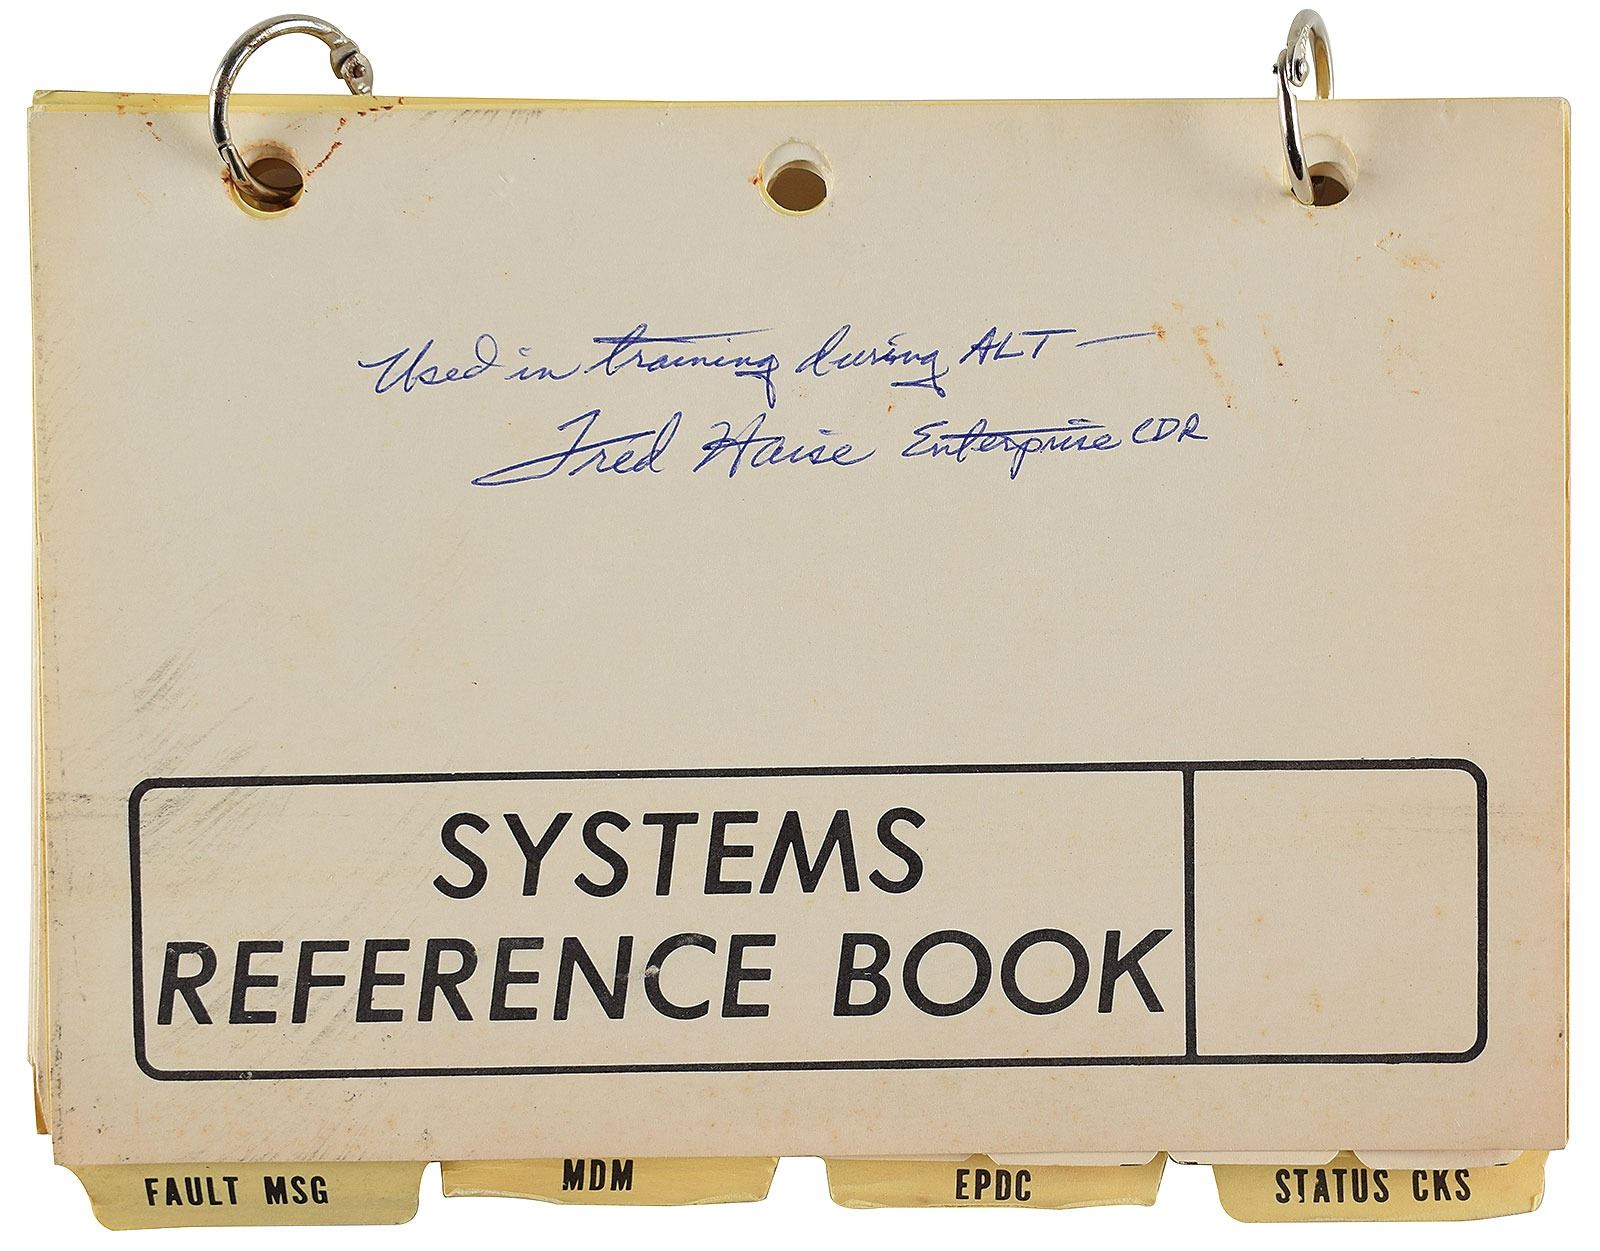 Used in training during ALT —
Fred Haise Enterprise CDR
SYSTEMS
REFERENCE BOOK
FAULT MSG
MDM
EPDC
STATUS CKS